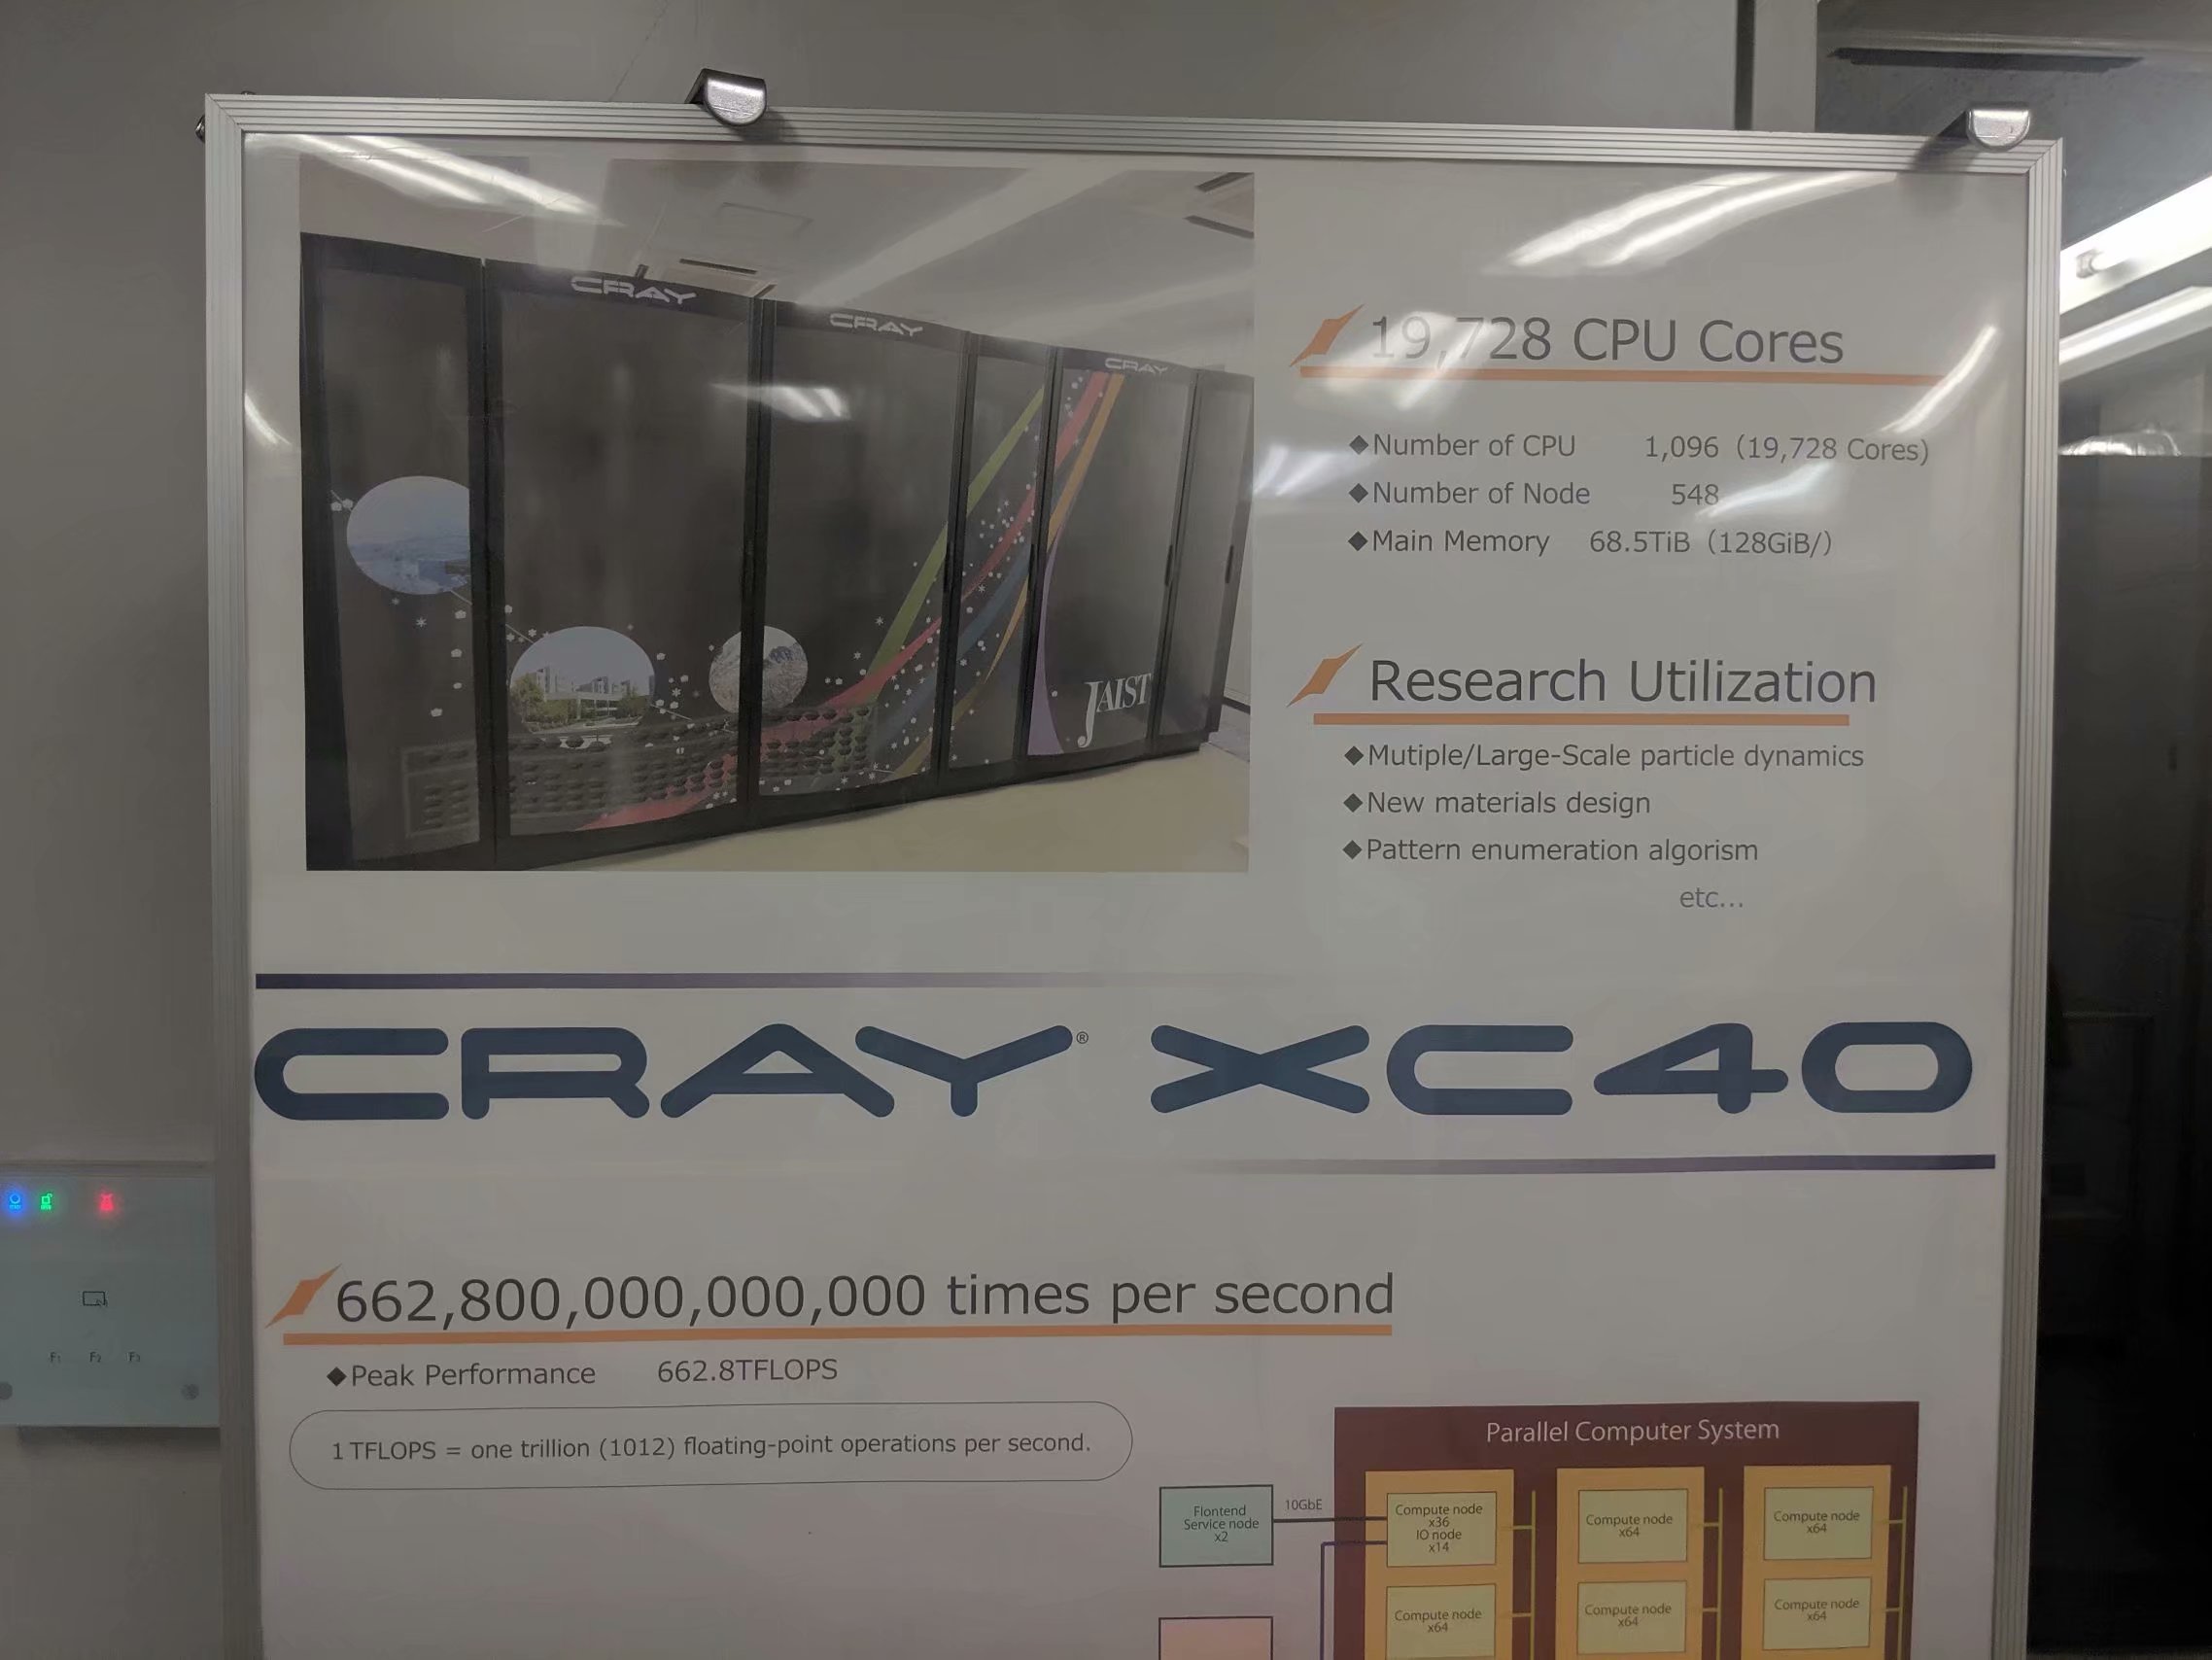 CRAY
CRAY
CRAY
JAIST
19,728 CPU Cores
◆Number of CPU 1,096 (19,728 Cores)
◆Number of Node 548
◆Main Memory 68.5TiB (128GiB/)
Research Utilization
◆Mutiple/Large-Scale particle dynamics
◆New materials design
◆Pattern enumeration algorism
etc...
CRAY® XC40
662,800,000,000,000 times per second
◆Peak Performance 662.8TFLOPS
1 TFLOPS = one trillion (1012) floating-point operations per second.
Parallel Computer System
Flontend
Service node
x2
10GbE
Compute node
x36
IO node
x14
Compute node
x64
Compute node
x64
Compute node
x64
Compute node
x64
Compute node
x64
F1 F2 F3